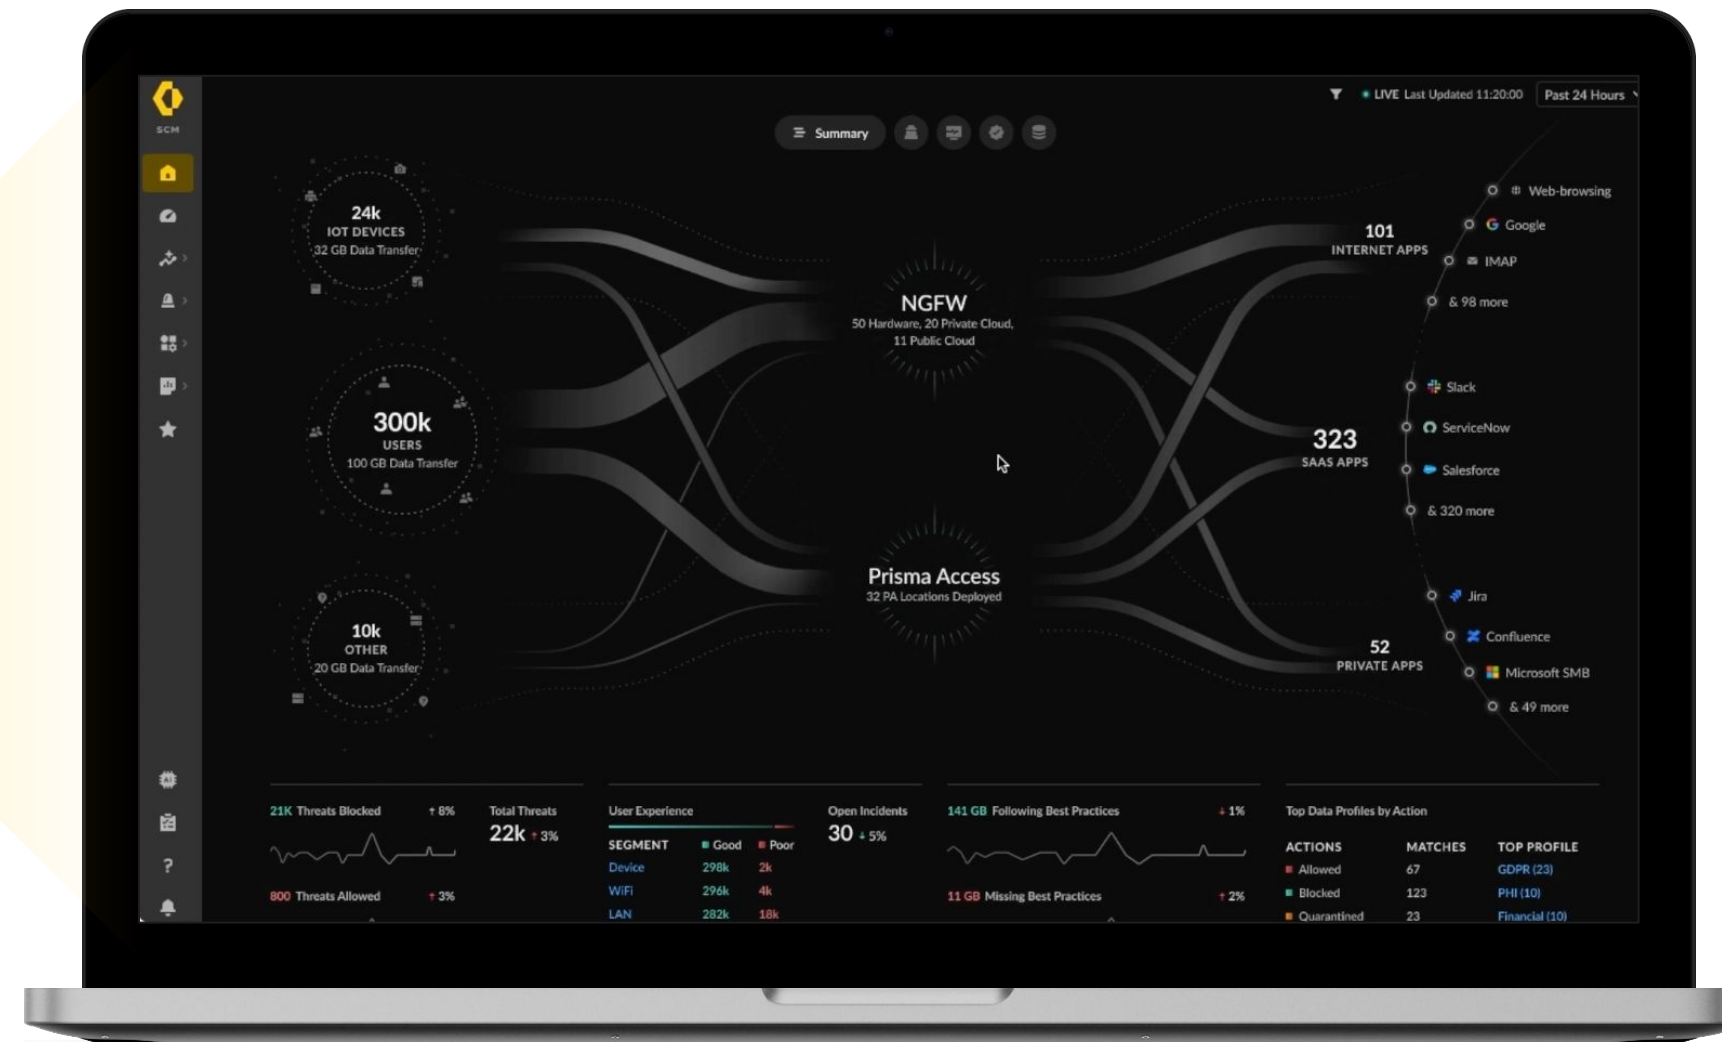 SCM
LIVE Last Updated 11:20:00
Past 24 Hours
Summary
24k
IOT DEVICES
32 GB Data Transfer
300k
USERS
100 GB Data Transfer
10k
OTHER
20 GB Data Transfer
NGFW
50 Hardware, 20 Private Cloud,
11 Public Cloud
Prisma Access
32 PA Locations Deployed
101
INTERNET APPS
Web-browsing
Google
IMAP
& 98 more
323
SAAS APPS
Slack
ServiceNow
Salesforce
& 320 more
52
PRIVATE APPS
Jira
Confluence
Microsoft SMB
& 49 more
21K Threats Blocked ↑ 8%
800 Threats Allowed ↑ 3%
Total Threats
22k ↑ 3%
User Experience
SEGMENT Good Poor
Device 298k 2k
WiFi 296k 4k
LAN 282k 18k
Open Incidents
30 ↓ 5%
141 GB Following Best Practices ↓ 1%
11 GB Missing Best Practices ↑ 2%
Top Data Profiles by Action
ACTIONS MATCHES TOP PROFILE
Allowed 67 GDPR (23)
Blocked 123 PHI (10)
Quarantined 23 Financial (10)